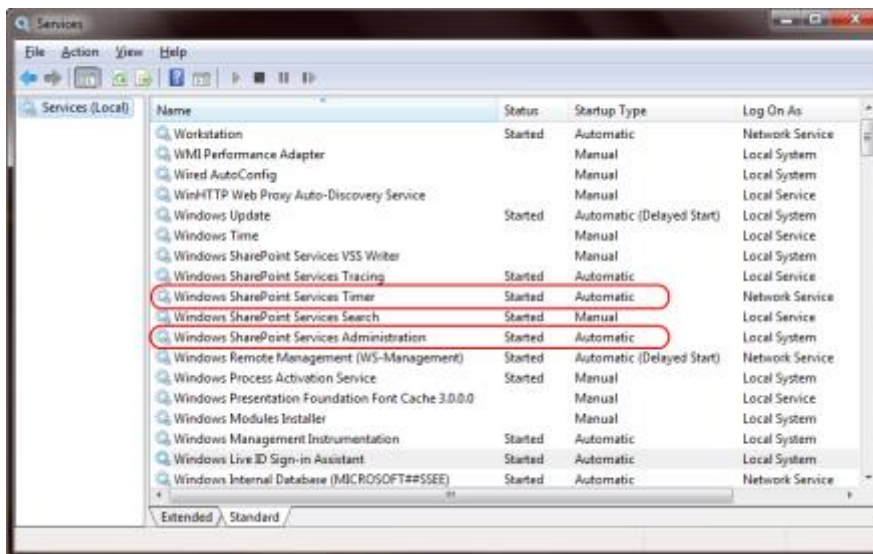 Services
File Action View Help
Services (Local)
Name Status Startup Type Log On As
Workstation Started Automatic Network Service
WMI Performance Adapter Manual Local System
Wired AutoConfig Manual Local System
WinHTTP Web Proxy Auto-Discovery Service Manual Local Service
Windows Update Started Automatic (Delayed Start) Local System
Windows Time Manual Local Service
Windows SharePoint Services VSS Writer Manual Local System
Windows SharePoint Services Tracing Started Automatic Local Service
Windows SharePoint Services Timer Started Automatic Network Service
Windows SharePoint Services Search Started Manual Local Service
Windows SharePoint Services Administration Started Automatic Local System
Windows Remote Management (WS-Management) Started Automatic (Delayed Start) Network Service
Windows Process Activation Service Started Manual Local System
Windows Presentation Foundation Font Cache 3.0.0.0 Manual Local Service
Windows Modules Installer Manual Local System
Windows Management Instrumentation Started Automatic Local System
Windows Live ID Sign-in Assistant Started Automatic Local System
Windows Internal Database (MICROSOFT##SSEE) Started Automatic Network Service
Extended Standard